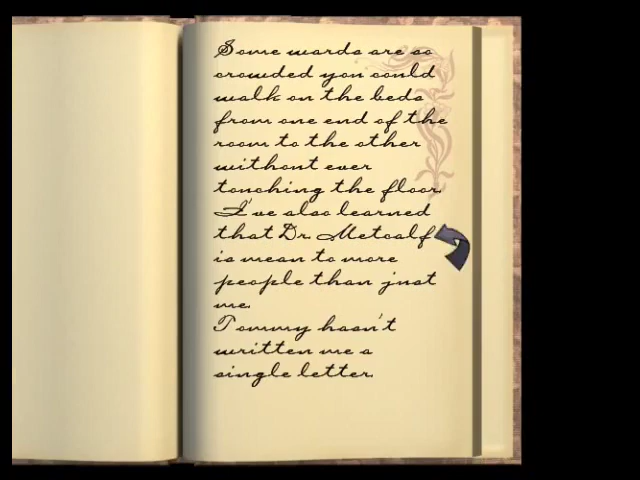 Some wards are so
crowded you could
walk on the beds
from one end of the
room to the other
without ever
touching the floor.
I've also learned
that Dr. Metcalf
is mean to more
people than just
me.
Tommy hasn't
written me a
single letter.